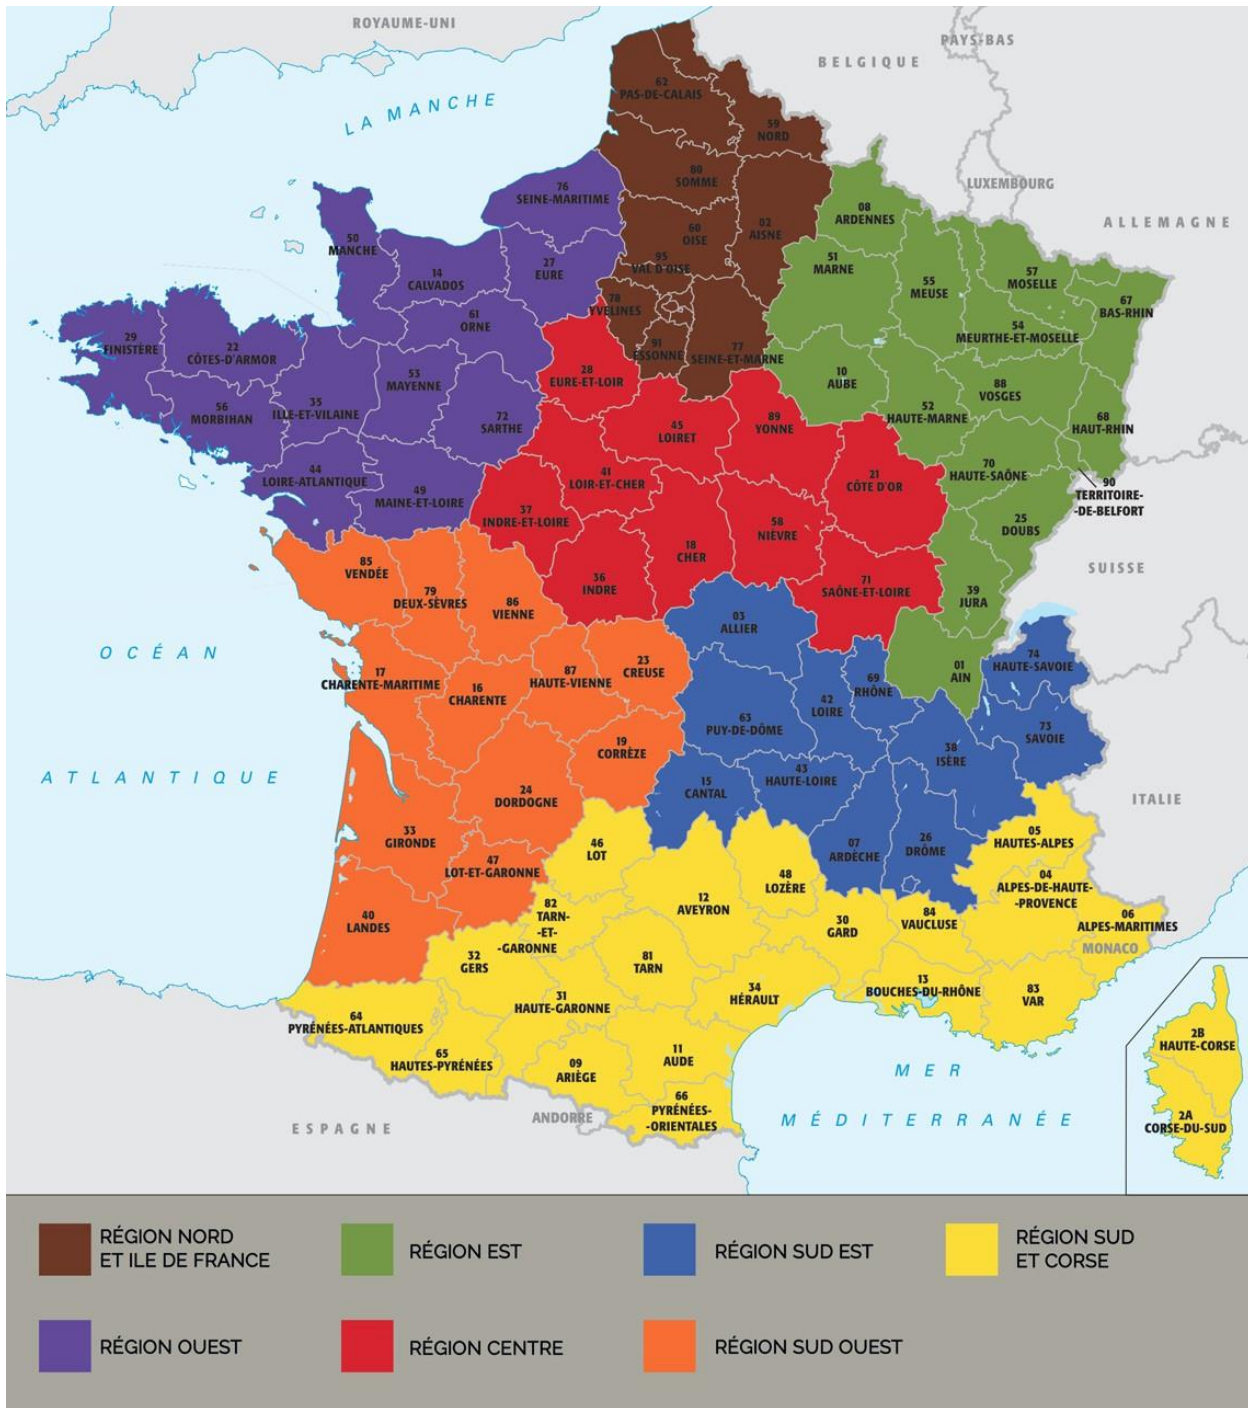 ROYAUME-UNI
PAYS-BAS
BELGIQUE
LA MANCHE
LUXEMBOURG
ALLEMAGNE
62
PAS-DE-CALAIS
59
NORD
80
SOMME
76
SEINE-MARITIME
60
OISE
02
AISNE
08
ARDENNES
50
MANCHE
14
CALVADOS
27
EURE
95
VAL D'OISE
51
MARNE
55
MEUSE
57
MOSELLE
67
BAS-RHIN
61
ORNE
78
YVELINES
91
ESSONNE
77
SEINE-ET-MARNE
54
MEURTHE-ET-MOSELLE
29
FINISTÈRE
22
CÔTES-D'ARMOR
53
MAYENNE
28
EURE-ET-LOIR
10
AUBE
88
VOSGES
56
MORBIHAN
35
ILLE-ET-VILAINE
72
SARTHE
45
LOIRET
89
YONNE
52
HAUTE-MARNE
68
HAUT-RHIN
44
LOIRE-ATLANTIQUE
49
MAINE-ET-LOIRE
41
LOIR-ET-CHER
21
CÔTE D'OR
70
HAUTE-SAÔNE
90
TERRITOIRE-
-DE-BELFORT
37
INDRE-ET-LOIRE
58
NIÈVRE
25
DOUBS
18
CHER
SUISSE
85
VENDÉE
79
DEUX-SÈVRES
86
VIENNE
36
INDRE
71
SAÔNE-ET-LOIRE
39
JURA
03
ALLIER
OCÉAN
17
CHARENTE-MARITIME
16
CHARENTE
87
HAUTE-VIENNE
23
CREUSE
69
RHÔNE
01
AIN
74
HAUTE-SAVOIE
63
PUY-DE-DÔME
42
LOIRE
73
SAVOIE
19
CORRÈZE
38
ISÈRE
ATLANTIQUE
24
DORDOGNE
15
CANTAL
43
HAUTE-LOIRE
ITALIE
33
GIRONDE
46
LOT
07
ARDÈCHE
26
DRÔME
05
HAUTES-ALPES
47
LOT-ET-GARONNE
48
LOZÈRE
04
ALPES-DE-HAUTE-
-PROVENCE
40
LANDES
82
TARN-
-ET-
-GARONNE
12
AVEYRON
30
GARD
84
VAUCLUSE
06
ALPES-MARITIMES
MONACO
32
GERS
81
TARN
34
HÉRAULT
13
BOUCHES-DU-RHÔNE
83
VAR
31
HAUTE-GARONNE
64
PYRÉNÉES-ATLANTIQUES
65
HAUTES-PYRÉNÉES
09
ARIÈGE
11
AUDE
66
PYRÉNÉES-
-ORIENTALES
2B
HAUTE-CORSE
2A
CORSE-DU-SUD
MER
MÉDITERRANÉE
ANDORRE
ESPAGNE
RÉGION NORD
ET ILE DE FRANCE
RÉGION EST
RÉGION SUD EST
RÉGION SUD
ET CORSE
RÉGION OUEST
RÉGION CENTRE
RÉGION SUD OUEST